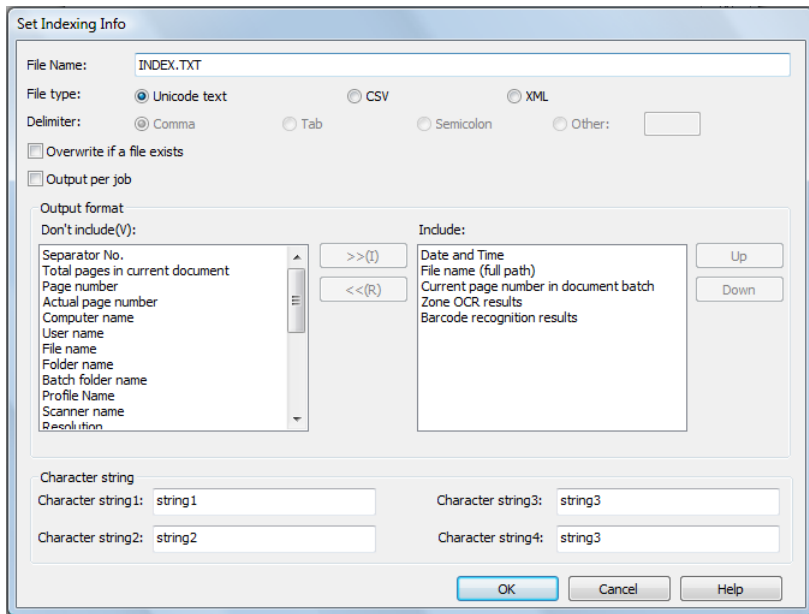 Set Indexing Info
File Name: INDEX.TXT
File type: Unicode text CSV XML
Delimiter: Comma Tab Semicolon Other:
Overwrite if a file exists
Output per job
Output format
Don't include(V): Include:
Separator No.
Total pages in current document
Page number
Actual page number
Computer name
User name
File name
Folder name
Batch folder name
Profile Name
Scanner name
Resolution
>>(I)
<<(R)
Date and Time
File name (full path)
Current page number in document batch
Zone OCR results
Barcode recognition results
Up
Down
Character string
Character string1: string1 Character string3: string3
Character string2: string2 Character string4: string3
OK Cancel Help